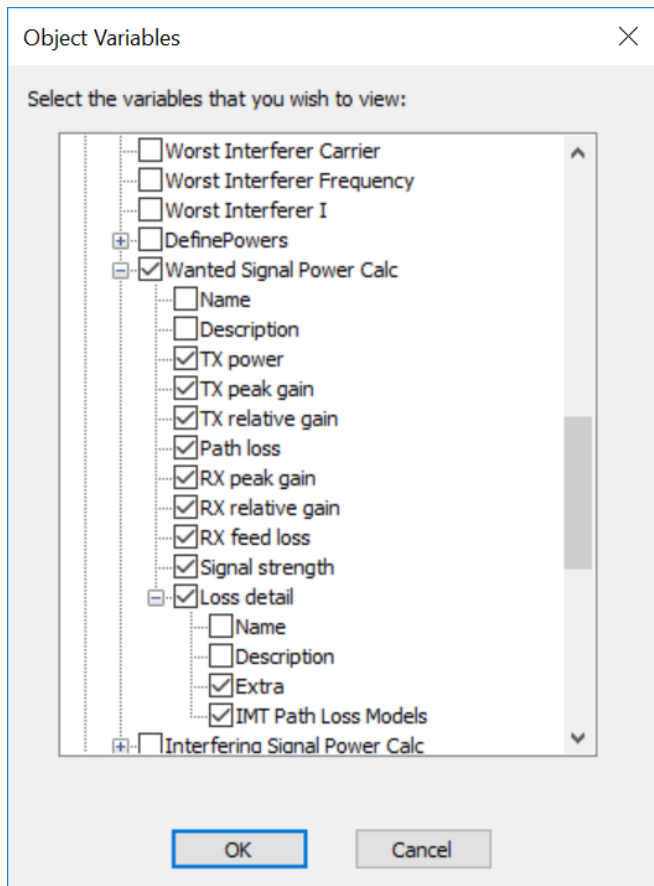 Object Variables
Select the variables that you wish to view:
Worst Interferer Carrier
Worst Interferer Frequency
Worst Interferer I
DefinePowers
Wanted Signal Power Calc
Name
Description
TX power
TX peak gain
TX relative gain
Path loss
RX peak gain
RX relative gain
RX feed loss
Signal strength
Loss detail
Name
Description
Extra
IMT Path Loss Models
Interfering Signal Power Calc
OK Cancel